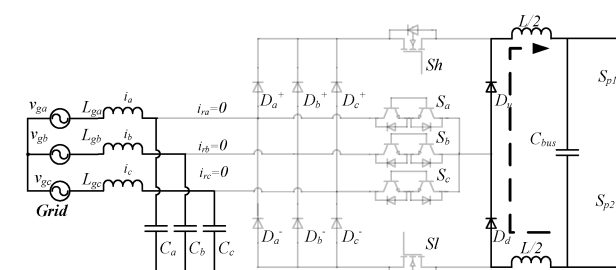 L/2
Sh
S_p1
v_ga L_ga i_a i_ra=0 D_a^+ D_b^+ D_c^+ S_a D_u
v_gb L_gb i_b i_rb=0 S_b C_bus
v_gc L_gc i_c i_rc=0 S_c
Grid
S_p2
C_a C_b C_c D_a^- D_b^- D_c^- Sl D_d
L/2